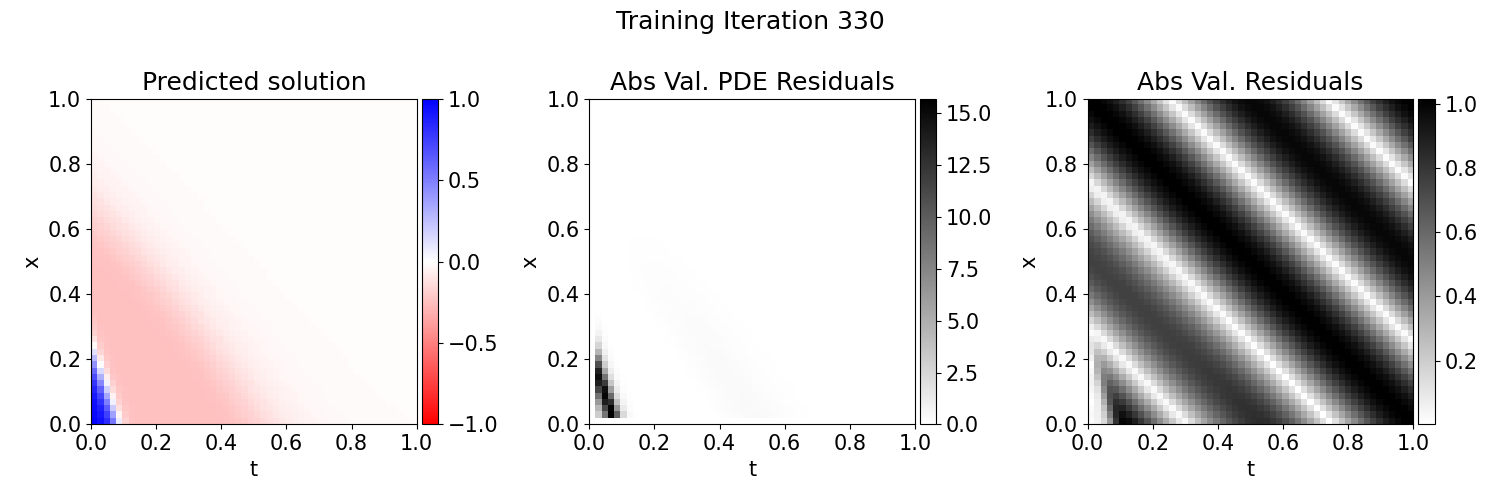 Training Iteration 330
Predicted solution
1.0
0.8
0.6
0.4
0.2
0.0
x
0.0 0.2 0.4 0.6 0.8 1.0
t
1.0
0.5
0.0
−0.5
−1.0
Abs Val. PDE Residuals
1.0
0.8
0.6
0.4
0.2
0.0
x
0.0 0.2 0.4 0.6 0.8 1.0
t
15.0
12.5
10.0
7.5
5.0
2.5
0.0
Abs Val. Residuals
1.0
0.8
0.6
0.4
0.2
0.0
x
0.0 0.2 0.4 0.6 0.8 1.0
t
1.0
0.8
0.6
0.4
0.2